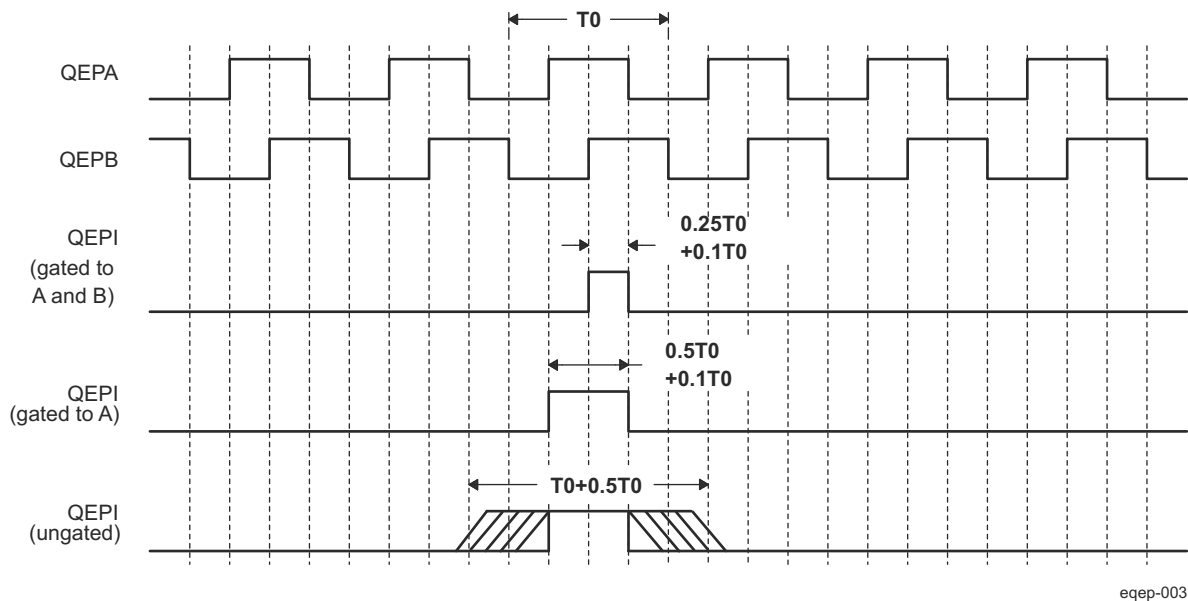 T0
QEPA
QEPB
QEPI
(gated to
A and B)
0.25T0
+0.1T0
QEPI
(gated to A)
0.5T0
+0.1T0
QEPI
(ungated)
T0+0.5T0
eqep-003